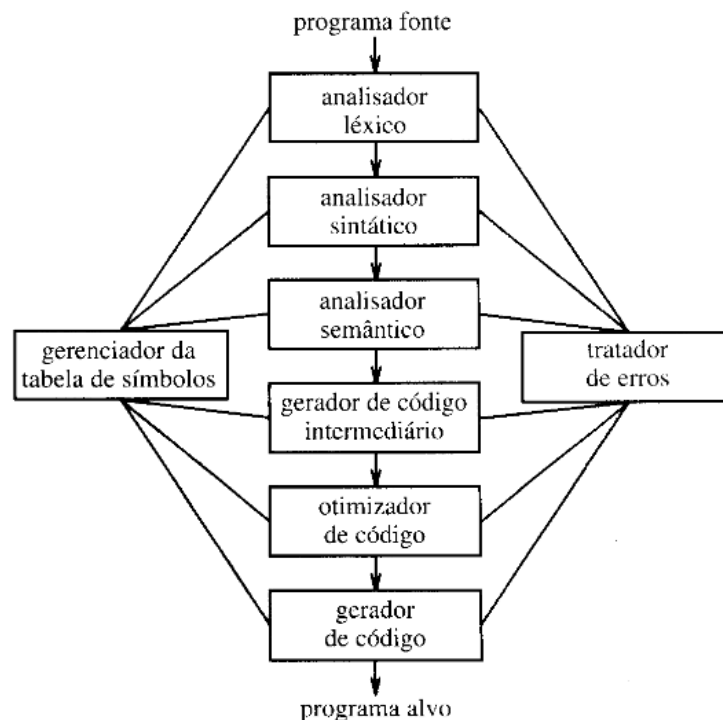 programa fonte
analisador
léxico
analisador
sintático
analisador
semântico
gerenciador da
tabela de símbolos
tratador
de erros
gerador de código
intermediário
otimizador
de código
gerador
de código
programa alvo